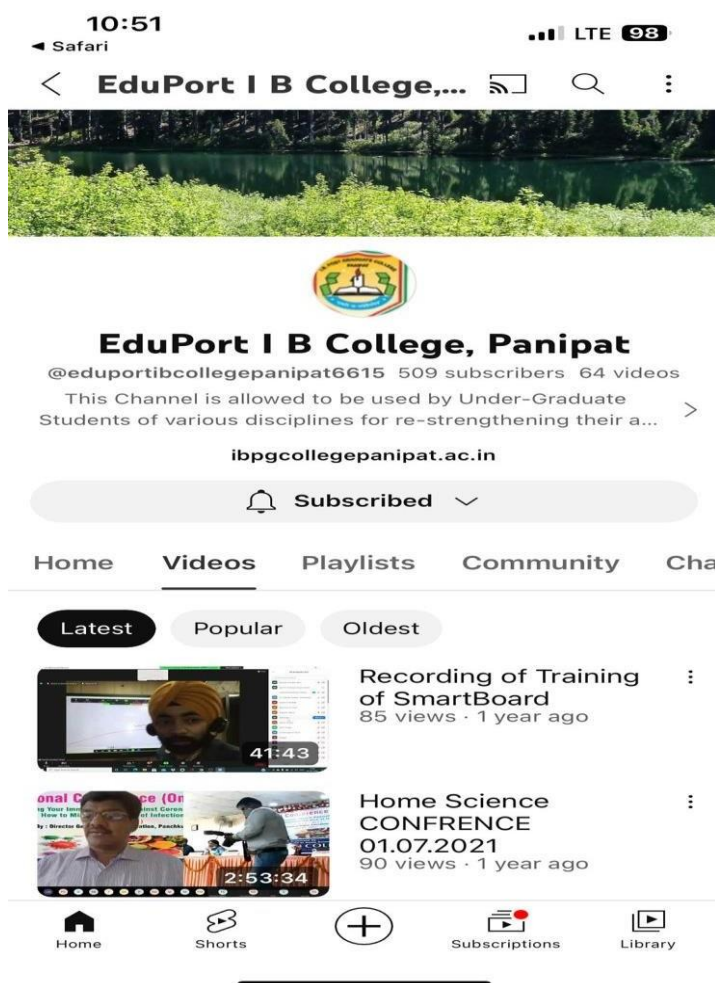 10:51
LTE 98
◄ Safari
EduPort I B College,...
EduPort I B College, Panipat
@eduportibcollegepanipat6615 509 subscribers 64 videos
This Channel is allowed to be used by Under-Graduate
Students of various disciplines for re-strengthening their a...
ibpgcollegepanipat.ac.in
Subscribed
Home Videos Playlists Community Cha
Latest Popular Oldest
Recording of Training
of SmartBoard
85 views · 1 year ago
41:43
Home Science
CONFRENCE
01.07.2021
90 views · 1 year ago
2:53:34
Home Shorts Subscriptions Library